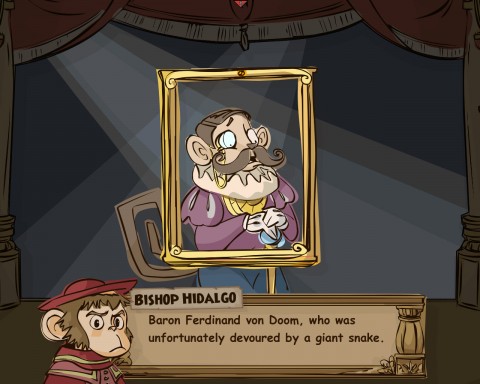 BISHOP HIDALGO
Baron Ferdinand von Doom, who was
unfortunately devoured by a giant snake.